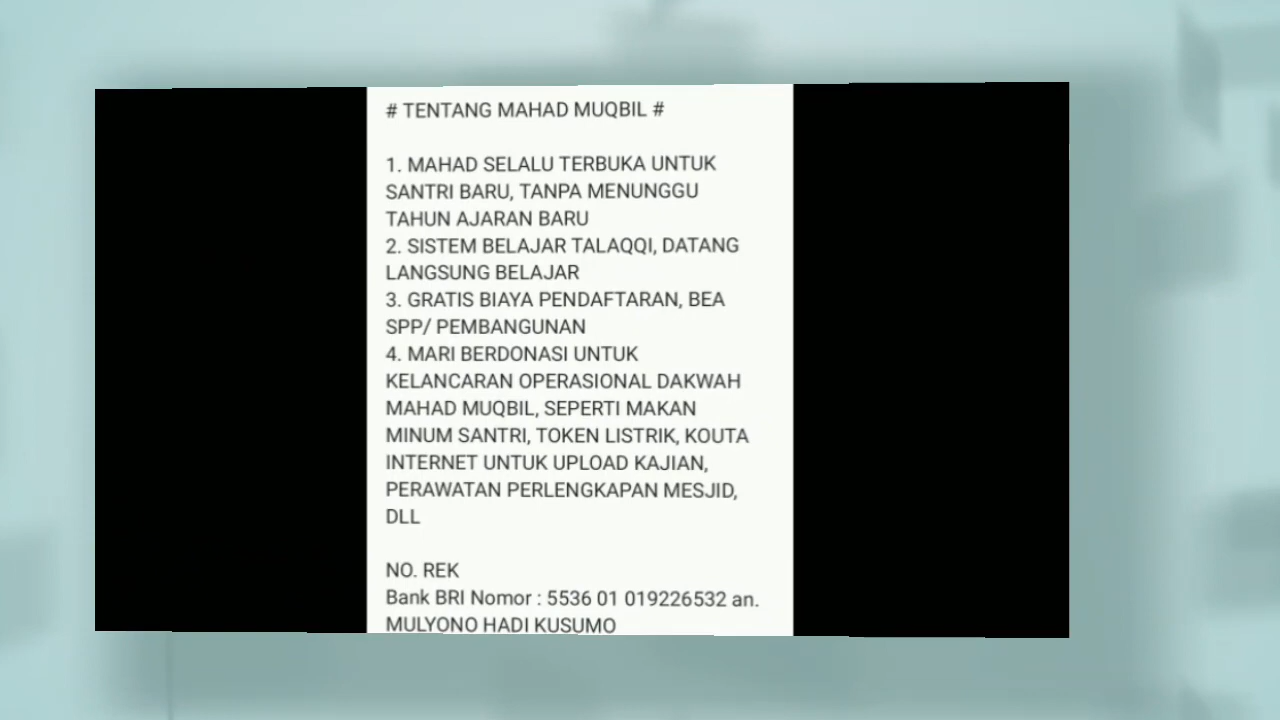 # TENTANG MAHAD MUQBIL #
1. MAHAD SELALU TERBUKA UNTUK
SANTRI BARU, TANPA MENUNGGU
TAHUN AJARAN BARU
2. SISTEM BELAJAR TALAQQI, DATANG
LANGSUNG BELAJAR
3. GRATIS BIAYA PENDAFTARAN, BEA
SPP/ PEMBANGUNAN
4. MARI BERDONASI UNTUK
KELANCARAN OPERASIONAL DAKWAH
MAHAD MUQBIL, SEPERTI MAKAN
MINUM SANTRI, TOKEN LISTRIK, KOUTA
INTERNET UNTUK UPLOAD KAJIAN,
PERAWATAN PERLENGKAPAN MESJID,
DLL
NO. REK
Bank BRI Nomor : 5536 01 019226532 an.
MULYONO HADI KUSUMO